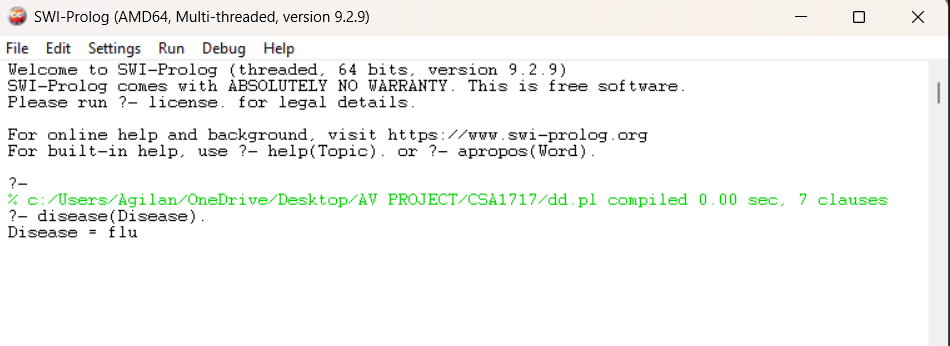 SWI-Prolog (AMD64, Multi-threaded, version 9.2.9)
File Edit Settings Run Debug Help
Welcome to SWI-Prolog (threaded, 64 bits, version 9.2.9)
SWI-Prolog comes with ABSOLUTELY NO WARRANTY. This is free software.
Please run ?- license. for legal details.
For online help and background, visit https://www.swi-prolog.org
For built-in help, use ?- help(Topic). or ?- apropos(Word).
?-
% c:/Users/Agilan/OneDrive/Desktop/AV PROJECT/CSA1717/dd.pl compiled 0.00 sec, 7 clauses
?- disease(Disease).
Disease = flu